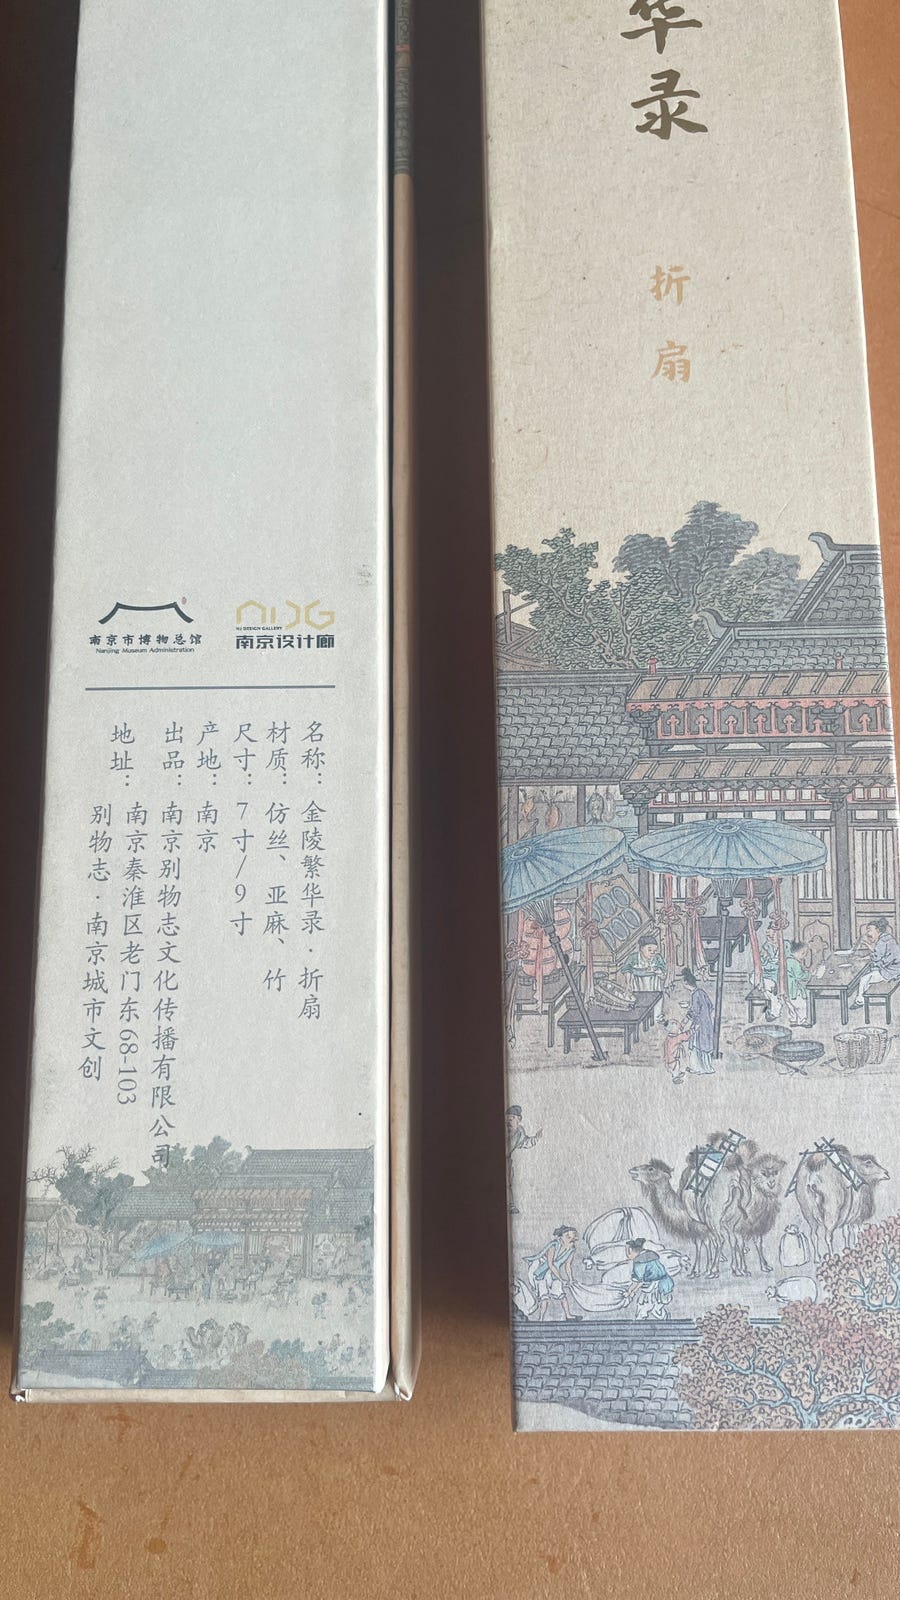 南京市博物总馆
Nanjing Museum Administration
NJ DESIGN GALLERY
南京设计廊
名称：金陵繁华录·折扇
材质：仿丝、亚麻、竹
尺寸：7寸/9寸
产地：南京
出品：南京别物志文化传播有限公司
地址：南京秦淮区老门东68-103
别物志·南京城市文创
华录
折扇